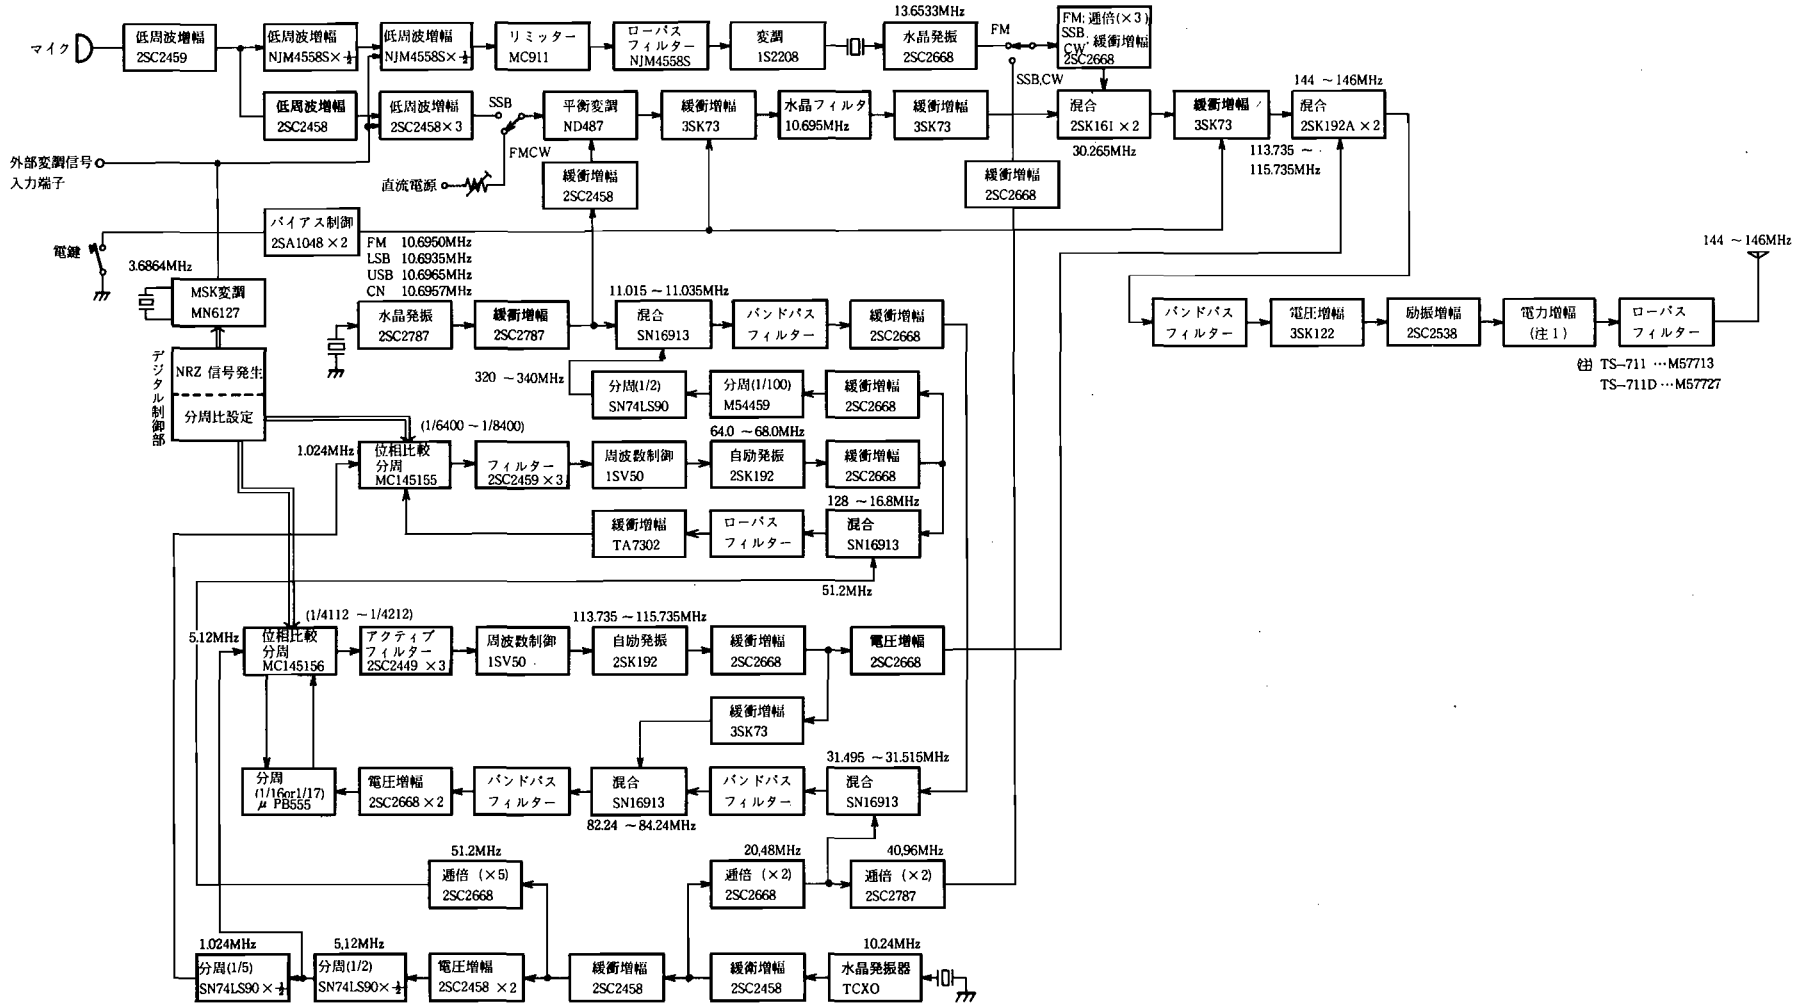 マイク
低周波増幅
2SC2459
低周波増幅
NJM4558S×½
低周波増幅
NJM4558S×½
リミッター
MC911
ローパス
フィルター
NJM4558S
変調
1S2208
13.6533MHz
水晶発振
2SC2668
FM
SSB,CW
FM; 逓倍(×3)
SSB.
CW; 緩衝増幅
2SC2668
低周波増幅
2SC2458
低周波増幅
2SC2458×3
SSB
FMCW
平衡変調
ND487
緩衝増幅
3SK73
水晶フィルタ
10.695MHz
緩衝増幅
3SK73
混合
2SK161×2
30.265MHz
緩衝増幅
3SK73
113.735 ~
115.735MHz
144 ~146MHz
混合
2SK192A×2
外部変調信号
入力端子
直流電源
緩衝増幅
2SC2458
緩衝増幅
2SC2668
バイアス制御
2SA1048×2
電鍵
3.6864MHz
MSK変調
MN6127
FM 10.6950MHz
LSB 10.6935MHz
USB 10.6965MHz
CN 10.6957MHz
水晶発振
2SC2787
緩衝増幅
2SC2787
11.015 ~11.035MHz
混合
SN16913
バンドパス
フィルター
緩衝増幅
2SC2668
144 ~146MHz
バンドパス
フィルター
電圧増幅
3SK122
励振増幅
2SC2538
電力増幅
(注1)
ローパス
フィルター
㊟ TS-711 …M57713
TS-711D…M57727
デジタル制御部
NRZ 信号発生
分周比設定
320 ~340MHz
分周(1/2)
SN74LS90
分周(1/100)
M54459
緩衝増幅
2SC2668
(1/6400 ~1/8400)
1.024MHz
位相比較
分周
MC145155
フィルター
2SC2459×3
周波数制御
1SV50
64.0 ~68.0MHz
自励発振
2SK192
緩衝増幅
2SC2668
128 ~16.8MHz
緩衝増幅
TA7302
ローパス
フィルター
混合
SN16913
51.2MHz
(1/4112 ~1/4212)
5.12MHz
位相比較
分周
MC145156
アクティブ
フィルター
2SC2449 ×3
周波数制御
1SV50
113.735 ~115.735MHz
自励発振
2SK192
緩衝増幅
2SC2668
電圧増幅
2SC2668
緩衝増幅
3SK73
分周
(1/16or1/17)
μ PB555
電圧増幅
2SC2668×2
バンドパス
フィルター
混合
SN16913
82.24 ~84.24MHz
バンドパス
フィルター
31.495 ~31.515MHz
混合
SN16913
51.2MHz
逓倍 (×5)
2SC2668
20,48MHz
逓倍 (×2)
2SC2668
40,96MHz
逓倍 (×2)
2SC2787
1.024MHz
分周(1/5)
SN74LS90×½
5,12MHz
分周(1/2)
SN74LS90×½
電圧増幅
2SC2458 ×2
緩衝増幅
2SC2458
緩衝増幅
2SC2458
10.24MHz
水晶発振器
TCXO